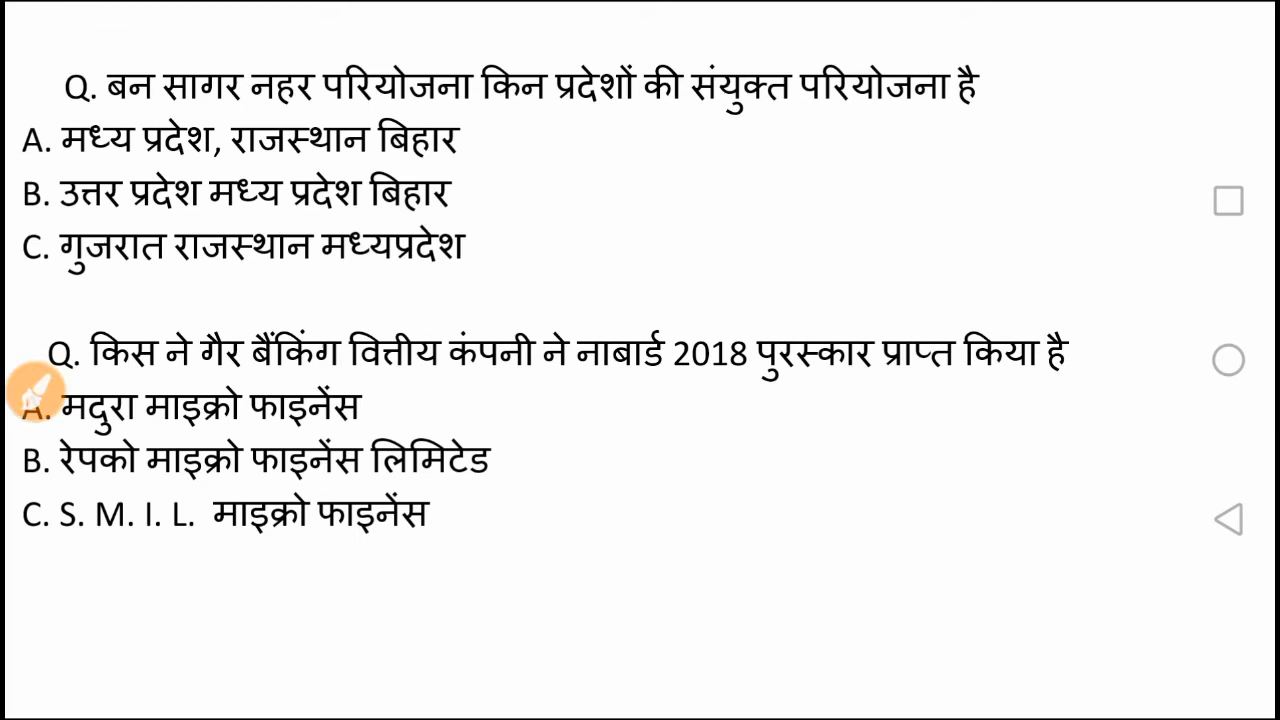 Q. बन सागर नहर परियोजना किन प्रदेशों की संयुक्त परियोजना है
A. मध्य प्रदेश, राजस्थान बिहार
B. उत्तर प्रदेश मध्य प्रदेश बिहार
C. गुजरात राजस्थान मध्यप्रदेश
Q. किस ने गैर बैंकिंग वित्तीय कंपनी ने नाबार्ड 2018 पुरस्कार प्राप्त किया है
A. मदुरा माइक्रो फाइनेंस
B. रेपको माइक्रो फाइनेंस लिमिटेड
C. S. M. I. L. माइक्रो फाइनेंस